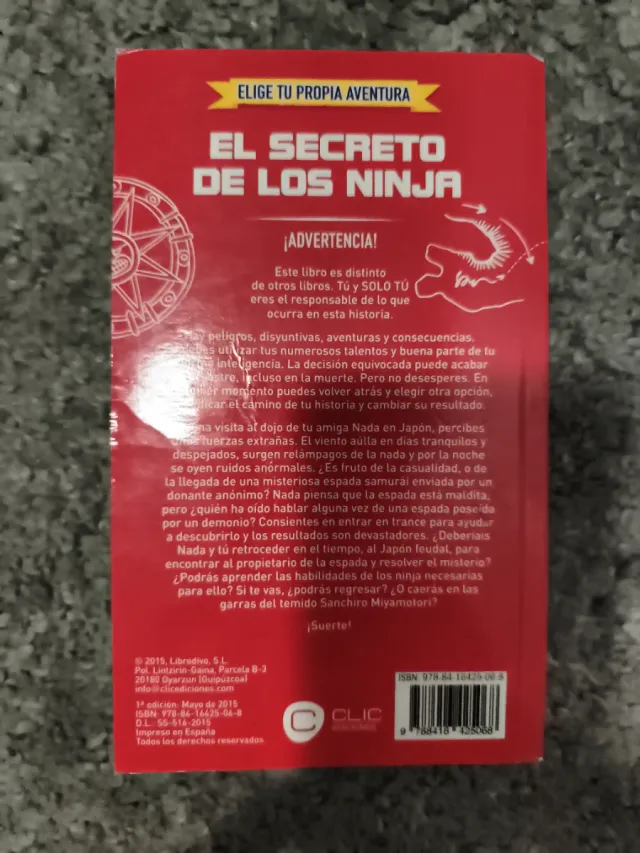 ELIGE TU PROPIA AVENTURA
EL SECRETO
DE LOS NINJA
¡ADVERTENCIA!
Este libro es distinto
de otros libros. Tú y SOLO TÚ
eres el responsable de lo que
ocurra en esta historia.
peligros, disyuntivas, aventuras y consecuencias.
utilizar tus numerosos talentos y buena parte de tu
inteligencia. La decisión equivocada puede acabar
incluso en la muerte. Pero no desesperes. En
momento puedes volver atrás y elegir otra opción,
el camino de tu historia y cambiar su resultado.
visita al dojo de tu amiga Nada en Japón, percibes
fuerzas extrañas. El viento aúlla en días tranquilos y
despejados, surgen relámpagos de la nada y por la noche
se oyen ruidos anormales. ¿Es fruto de la casualidad, o de
la llegada de una misteriosa espada samurái enviada por un
donante anónimo? Nada piensa que la espada está maldita,
pero ¿quién ha oído hablar alguna vez de una espada poseída
por un demonio? Consientes en entrar en trance para ayudar
a descubrirlo y los resultados son devastadores. ¿Deberíais
Nada y tú retroceder en el tiempo, al Japón feudal, para
encontrar al propietario de la espada y resolver el misterio?
¿Podrás aprender las habilidades de los ninja necesarias
para ello? Si te vas, ¿podrás regresar? ¿O caerás en las
garras del temido Sanchiro Miyamotori?
¡Suerte!
© 2015, Librodivo, S.L.
Pol. Lintzirin-Gaina, Parcela B-3
20180 Oyarzun (Guipúzcoa)
info@clicediciones.com
1ª edición: Mayo de 2015
ISBN: 978-84-16425-06-8
D.L.: SS-516-2015
Impreso en España
Todos los derechos reservados
C CLIC
EDICIONES
ISBN 978-84-16425-06-8
9 788416 425068